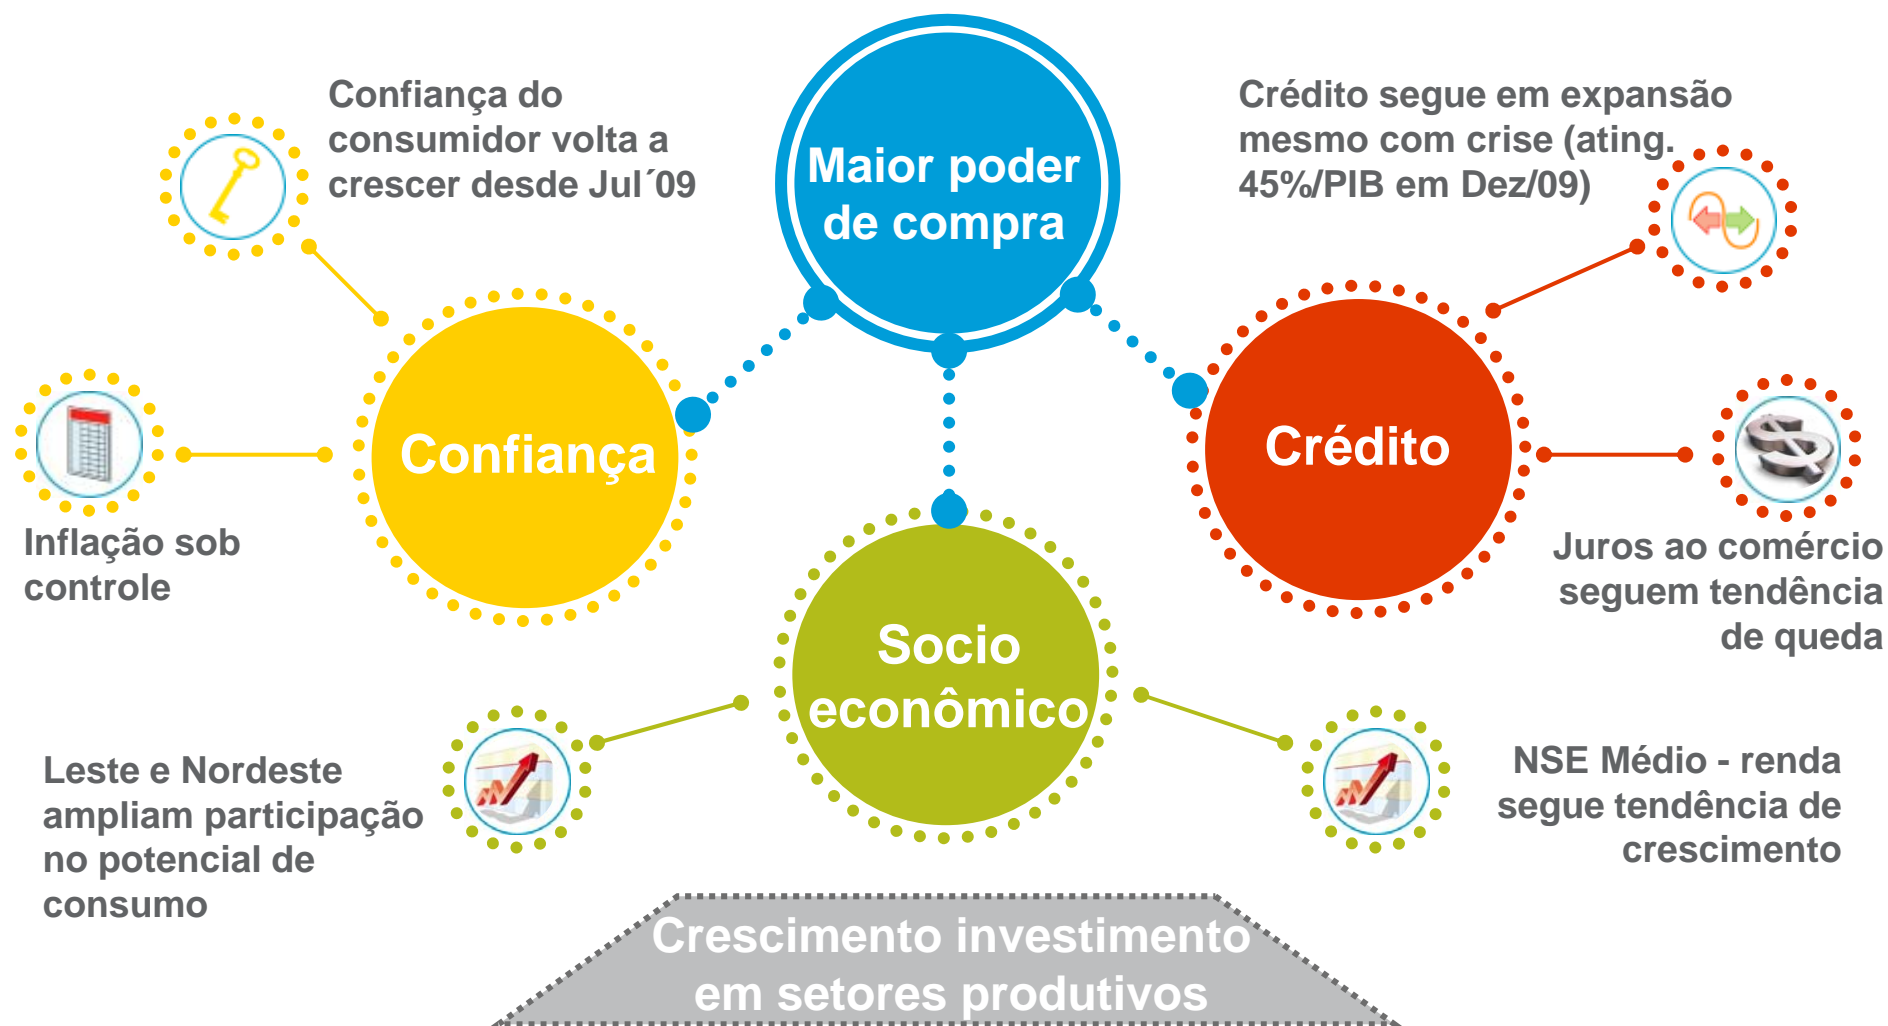 Confiança do
consumidor volta a
crescer desde Jul´09
Maior poder
de compra
Crédito segue em expansão
mesmo com crise (ating.
45%/PIB em Dez/09)
Confiança
Crédito
Inflação sob
controle
Juros ao comércio
seguem tendência
de queda
Socio
econômico
Leste e Nordeste
ampliam participação
no potencial de
consumo
NSE Médio - renda
segue tendência de
crescimento
Crescimento investimento
em setores produtivos